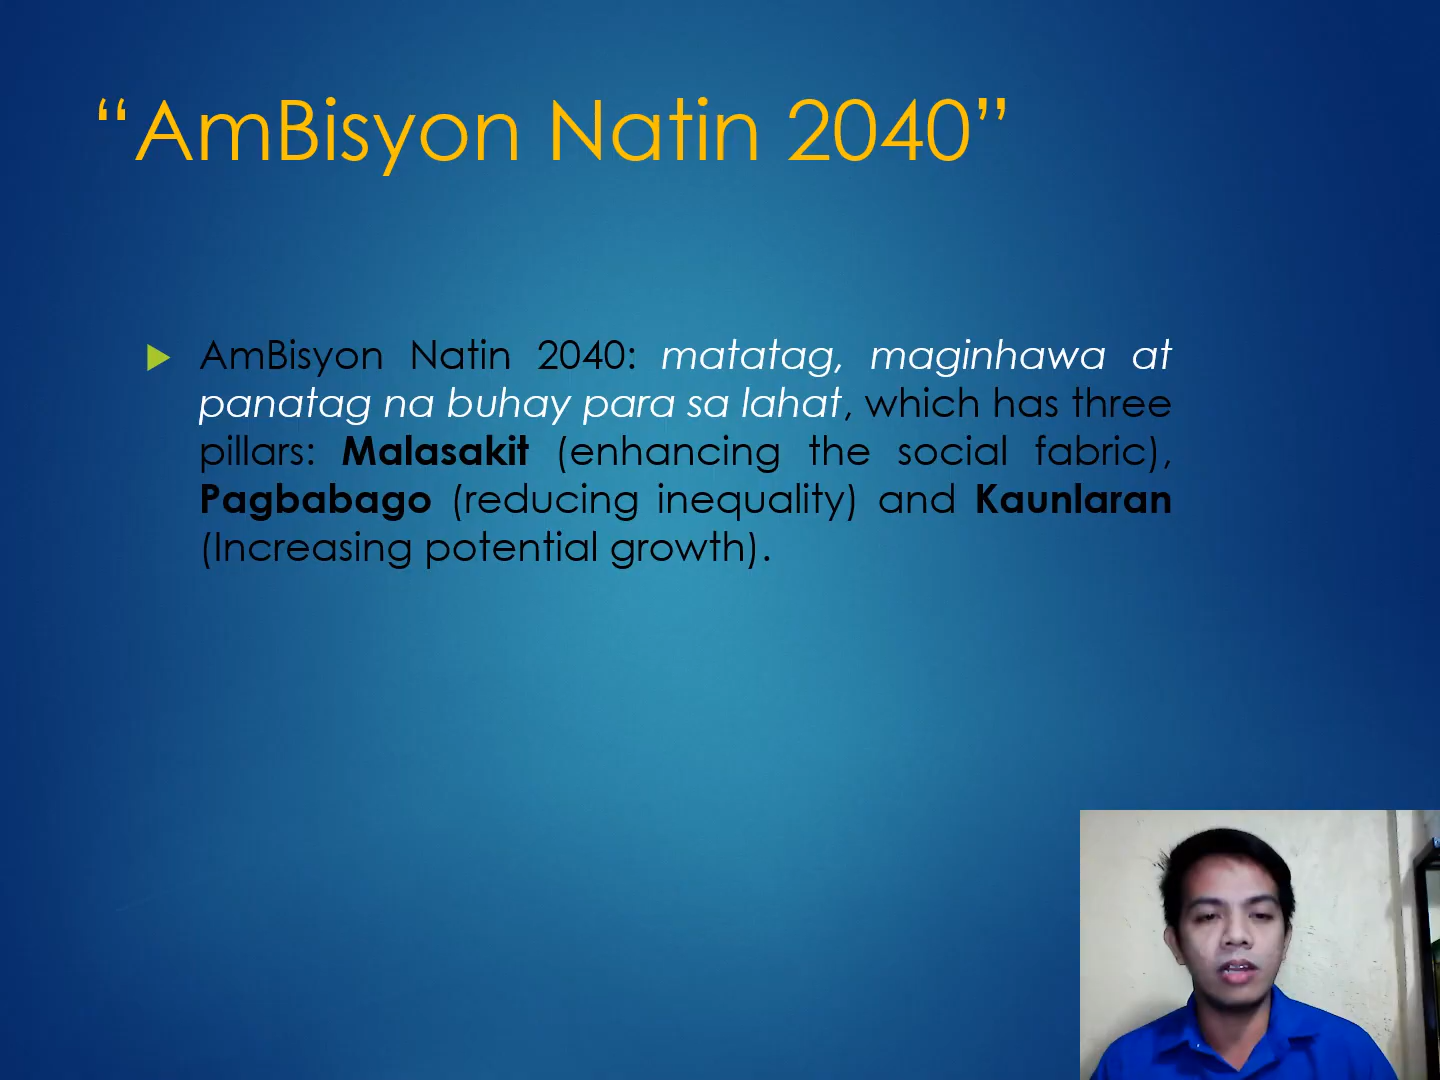 “AmBisyon Natin 2040”
AmBisyon Natin 2040: matatag, maginhawa at
panatag na buhay para sa lahat, which has three
pillars: Malasakit (enhancing the social fabric),
Pagbabago (reducing inequality) and Kaunlaran
(Increasing potential growth).